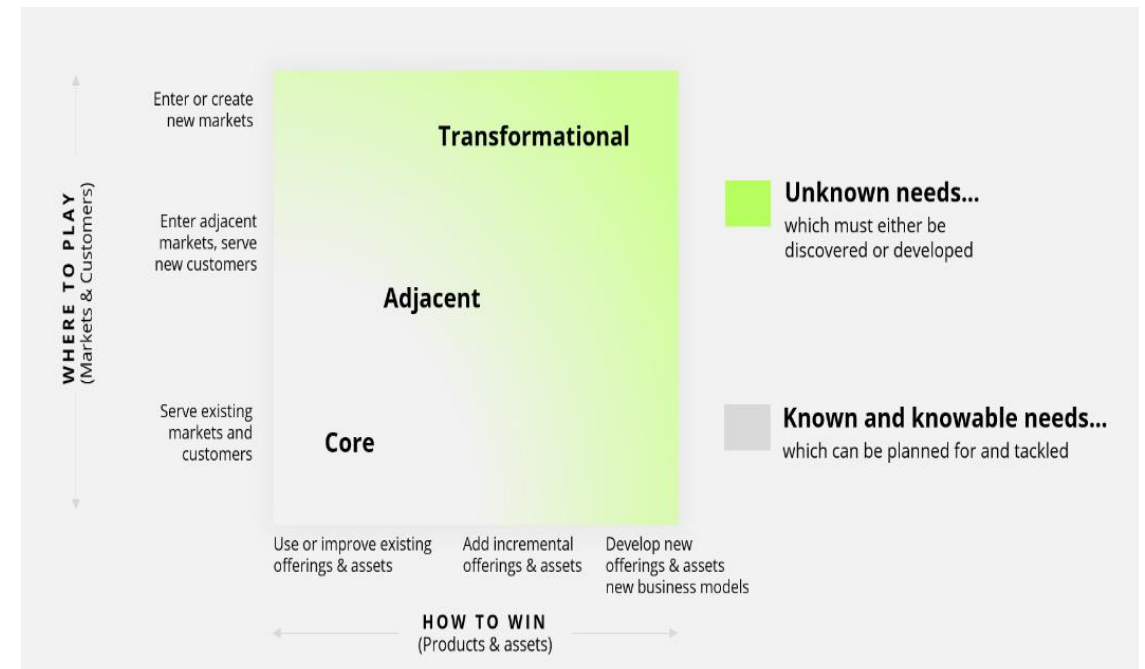 WHERE TO PLAY
(Markets & Customers)
Enter or create
new markets
Enter adjacent
markets, serve
new customers
Serve existing
markets and
customers
Transformational
Adjacent
Core
Use or improve existing
offerings & assets
Add incremental
offerings & assets
Develop new
offerings & assets
new business models
HOW TO WIN
(Products & assets)
Unknown needs...
which must either be
discovered or developed
Known and knowable needs...
which can be planned for and tackled